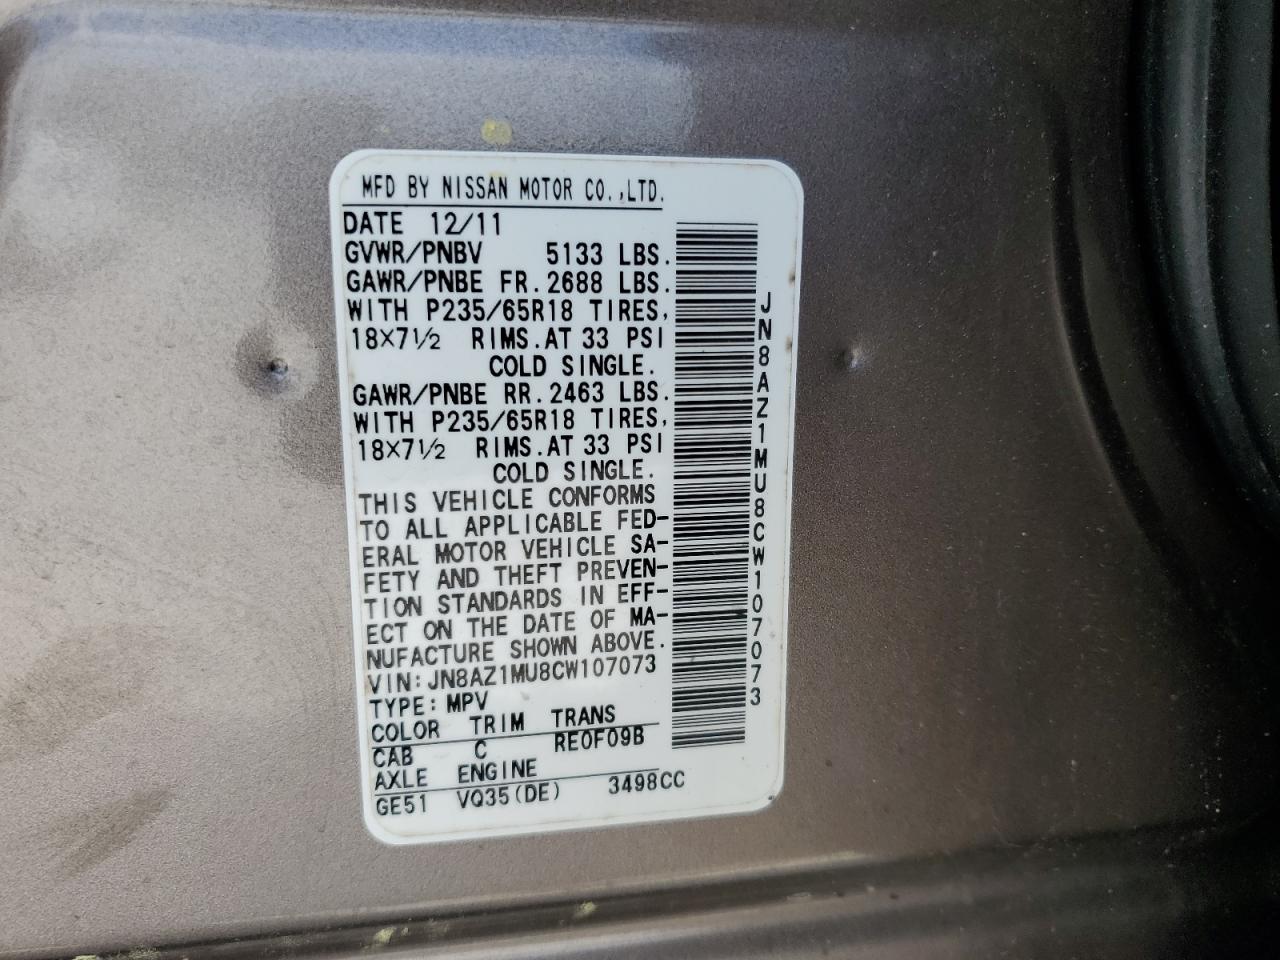 MFD BY NISSAN MOTOR CO.,LTD.
DATE 12/11
GVWR/PNBV 5133 LBS.
GAWR/PNBE FR. 2688 LBS.
WITH P235/65R18 TIRES,
18×7½ RIMS. AT 33 PSI
COLD SINGLE.
GAWR/PNBE RR. 2463 LBS.
WITH P235/65R18 TIRES,
18×7½ RIMS. AT 33 PSI
COLD SINGLE.
THIS VEHICLE CONFORMS
TO ALL APPLICABLE FED-
ERAL MOTOR VEHICLE SA-
FETY AND THEFT PREVEN-
TION STANDARDS IN EFF-
ECT ON THE DATE OF MA-
NUFACTURE SHOWN ABOVE.
VIN: JN8AZ1MU8CW107073
TYPE: MPV
COLOR TRIM TRANS
CAB C RE0F09B
AXLE ENGINE
GE51 VQ35(DE) 3498CC
JN8AZ1MU8CW107073